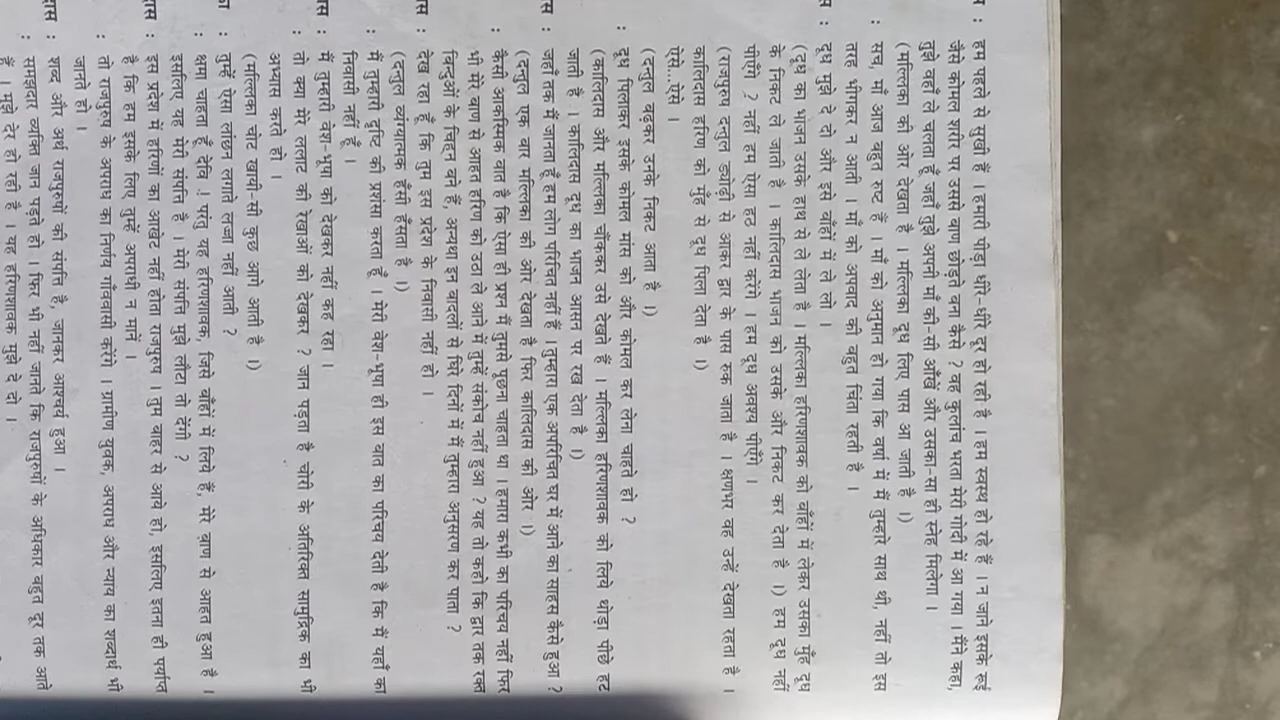 स : हम पहले से सुखी हैं । हमारी पीड़ा धीरे-धीरे दूर हो रही है । हम स्वस्थ हो रहे हैं । न जाने इसके रूई
जैसे कोमल शरीर पर उससे बाण छोड़ते बना कैसे ? वह कुलांच भरता मेरी गोदी में आ गया । मैंने कहा,
तुझे वहाँ ले चलता हूँ जहाँ तुझे अपनी माँ की-सी आँखें और उसका-सा ही स्नेह मिलेगा ।
(मल्लिका की ओर देखता है । मल्लिका दूध लिए पास आ जाती है ।)
: सच, माँ आज बहुत रुष्ट हैं । माँ को अनुमान हो गया कि वर्षा में मैं तुम्हारे साथ थी, नहीं तो इस
तरह भीगकर न आती । माँ को अपवाद की बहुत चिंता रहती है ।
स : दूध मुझे दे दो और इसे बाँहों में ले लो ।
(दूध का भाजन उसके हाथ से ले लेता है । मल्लिका हरिणशावक को बाँहों में लेकर उसका मुँह दूध
के निकट ले जाती है । कालिदास भाजन को उसके और निकट कर देता है ।) हम दूध नहीं
पीएँगे ? नहीं हम ऐसा हट नहीं करेंगे । हम दूध अवश्य पीएँगे ।
(राजपुरुष दन्तुल ड्योढ़ी से आकर द्वार के पास रुक जाता है । क्षणभर वह उन्हें देखता रहता है ।
कालिदास हरिण को मुँह से दूध मिला देता है ।)
ऐसे...ऐसे ।
(दन्तुल बढ़कर उनके निकट आता है ।)
: दूध पिलाकर इसके कोमल मांस को और कोमल कर लेना चाहते हो ?
(कालिदास और मल्लिका चौंककर उसे देखते हैं । मल्लिका हरिणशावक को लिये थोड़ा पीछे हट
जाती है । कालिदास दूध का भाजन आसन पर रख देता है ।)
ास : जहाँ तक मैं जानता हूँ हम लोग परिचित नहीं हैं । तुम्हारा एक अपरिचित घर में आने का साहस कैसे हुआ ?
(दन्तुल एक बार मल्लिका की ओर देखता है फिर कालिदास की ओर ।)
: कैसी आकस्मिक बात है कि ऐसा ही प्रश्न मैं तुमसे पूछना चाहता था । हमारा कभी का परिचय नहीं फिर
भी मेरे बाण से आहत हरिण को उठा ले आने में तुम्हें संकोच नहीं हुआ ? यह तो कहो कि द्वार तक रक्त
बिन्दुओं के चिह्न बने हैं, अन्यथा इन बादलों से घिरे दिनों में मैं तुम्हारा अनुसरण कर पाता ?
ास : देख रहा हूँ कि तुम इस प्रदेश के निवासी नहीं हो ।
(दन्तुल व्यंग्यात्मक हँसी हँसता है ।)
: मैं तुम्हारी दृष्टि की प्रशंसा करता हूँ । मेरी वेश-भूषा ही इस बात का परिचय देती है कि मैं यहाँ का
निवासी नहीं हूँ ।
ास : मैं तुम्हारी वेश-भूषा को देखकर नहीं कह रहा ।
: तो क्या मेरे ललाट की रेखाओं को देखकर ? जान पड़ता है चोरी के अतिरिक्त सामुद्रिक का भी
अभ्यास करते हो ।
(मल्लिका चोट खायी-सी कुछ आगे आती है ।)
ा : तुम्हें ऐसा लांछन लगाते लज्जा नहीं आती ?
: क्षमा चाहता हूँ देवि ! परंतु यह हरिणशावक, जिसे बाँहों में लिये हैं, मेरे बाण से आहत हुआ है ।
इसलिए यह मेरी संपत्ति है । मेरी संपत्ति मुझे लौटा तो देंगी ?
ास : इस प्रदेश में हरिणों का आखेट नहीं होता राजपुरुष । तुम बाहर से आये हो, इसलिए इतना ही पर्याप्त
है कि हम इसके लिए तुम्हें अपराधी न मानें ।
: तो राजपुरुष के अपराध का निर्णय गाँववासी करेंगे । ग्रामीण युवक, अपराध और न्याय का शब्दार्थ भी
जानते हो ।
ास : शब्द और अर्थ राजपुरुषों की संपत्ति है, जानकर आश्चर्य हुआ ।
: समझदार व्यक्ति जान पड़ते हो । फिर भी नहीं जानते कि राजपुरुषों के अधिकार बहुत दूर तक जाते
हैं । मुझे देर हो रही है । यह हरिणशावक मुझे दे दो ।